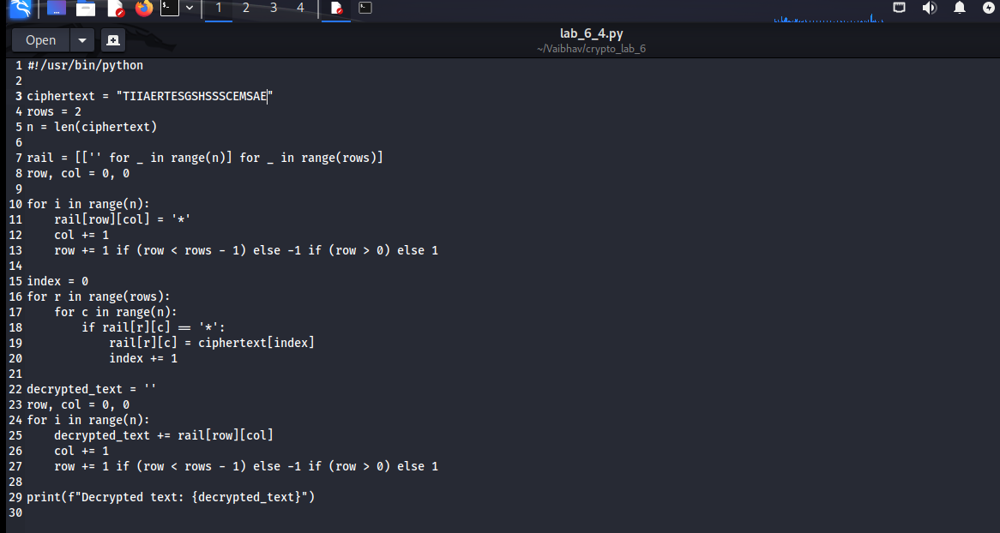 1 2 3 4
Open
lab_6_4.py
~/Vaibhav/crypto_lab_6
1 #!/usr/bin/python
2
3 ciphertext = "TIIAERTESGSHSSSCEMSAE"
4 rows = 2
5 n = len(ciphertext)
6
7 rail = [['' for _ in range(n)] for _ in range(rows)]
8 row, col = 0, 0
9
10 for i in range(n):
11     rail[row][col] = '*'
12     col += 1
13     row += 1 if (row < rows - 1) else -1 if (row > 0) else 1
14
15 index = 0
16 for r in range(rows):
17     for c in range(n):
18         if rail[r][c] == '*':
19             rail[r][c] = ciphertext[index]
20             index += 1
21
22 decrypted_text = ''
23 row, col = 0, 0
24 for i in range(n):
25     decrypted_text += rail[row][col]
26     col += 1
27     row += 1 if (row < rows - 1) else -1 if (row > 0) else 1
28
29 print(f"Decrypted text: {decrypted_text}")
30